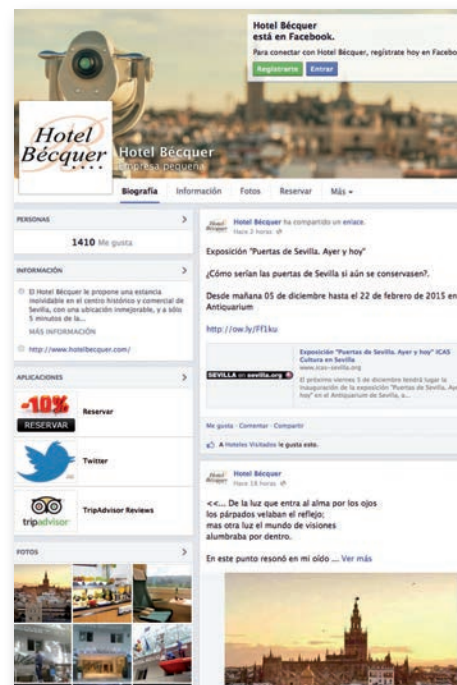 Hotel Bécquer
está en Facebook.
Para conectar con Hotel Bécquer, regístrate hoy en Facebo
Registrarte Entrar
Hotel
Bécquer
Hotel Bécquer
empresa pequeña
Biografía Información Fotos Reservar Más
PERSONAS
1410 Me gusta
INFORMACIÓN
El Hotel Bécquer le propone una estancia
inolvidable en el centro histórico y comercial de
Sevilla, con una ubicación inmejorable, y a sólo
5 minutos de la...
MÁS INFORMACIÓN
http://www.hotelbecquer.com/
APLICACIONES
-10%
RESERVAR
Reservar
Twitter
tripadvisor
TripAdvisor Reviews
FOTOS
Hotel Bécquer ha compartido un enlace.
Hace 2 horas
Exposición "Puertas de Sevilla. Ayer y hoy"
¿Cómo serían las puertas de Sevilla si aún se conservasen?.
Desde mañana 05 de diciembre hasta el 22 de febrero de 2015 en
Antiquarium
http://ow.ly/Ff1ku
SEVILLA en sevilla.org
Exposición "Puertas de Sevilla. Ayer y hoy" ICAS
Cultura en Sevilla
www.icas-sevilla.org
El próximo viernes 5 de diciembre tendrá lugar la
inauguración de la exposición "Puertas de Sevilla. Ayer
hoy" en el Antiquarium de Sevilla, a...
Me gusta · Comentar · Compartir
A Hoteles Visitados le gusta esto.
Hotel Bécquer
Hace 18 horas
<<... De la luz que entra al alma por los ojos
los párpados velaban el reflejo;
mas otra luz el mundo de visiones
alumbraba por dentro.
En este punto resonó en mi oído .... Ver más